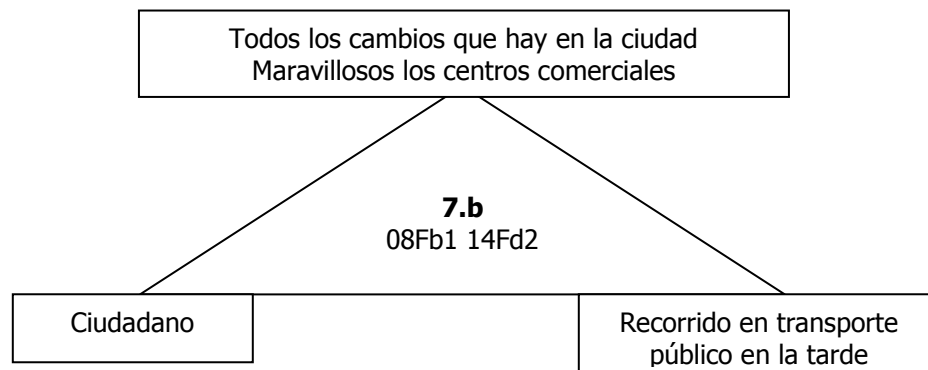 Todos los cambios que hay en la ciudad
Maravillosos los centros comerciales
7.b
08Fb1 14Fd2
Ciudadano
Recorrido en transporte
público en la tarde